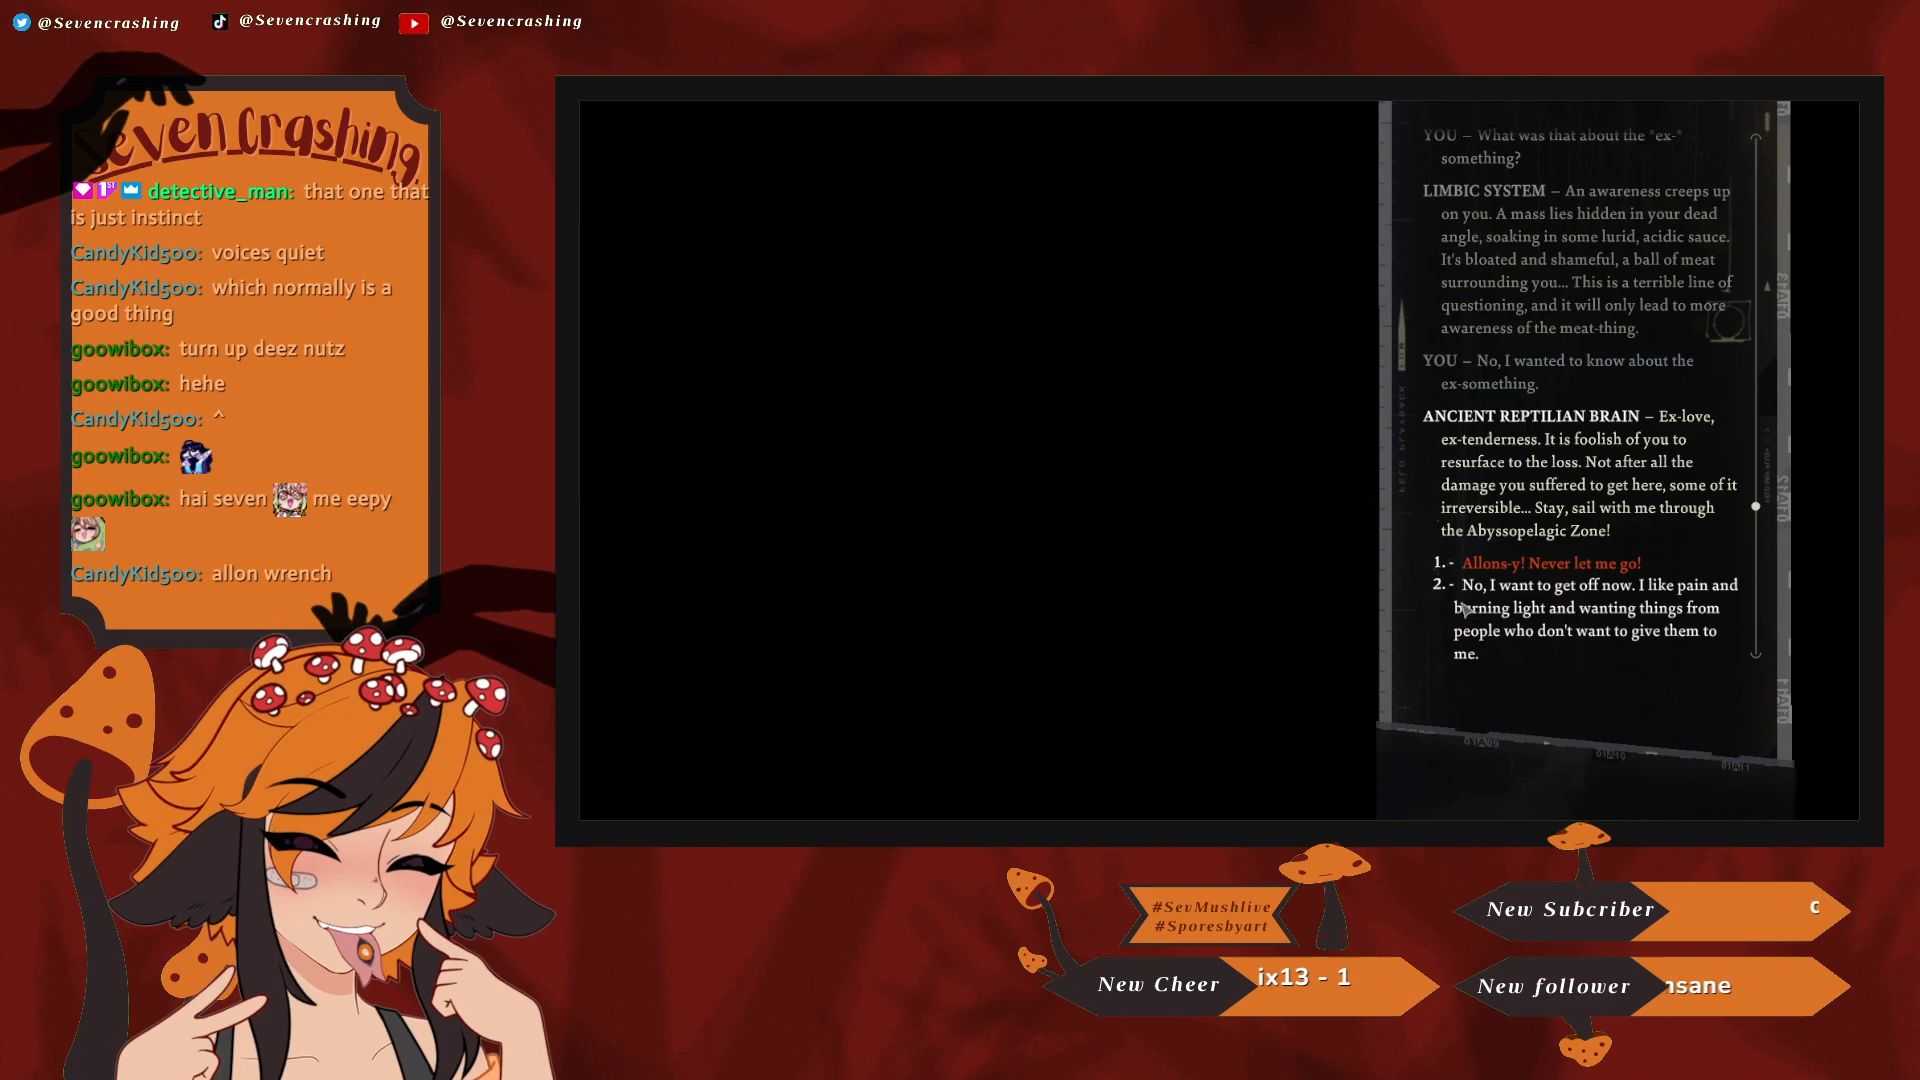 @Sevencrashing
@Sevencrashing
@Sevencrashing
Seven Crashing
detective_man: that one that
is just instinct
CandyKid500: voices quiet
CandyKid500: which normally is a
good thing
goowibox: turn up deez nutz
goowibox: hehe
CandyKid500: ^
goowibox:
goowibox: hai seven me eepy
CandyKid500: allon wrench
YOU – What was that about the *ex-*
something?
LIMBIC SYSTEM – An awareness creeps up
on you. A mass lies hidden in your dead
angle, soaking in some lurid, acidic sauce.
It's bloated and shameful, a ball of meat
surrounding you... This is a terrible line of
questioning, and it will only lead to more
awareness of the meat-thing.
YOU – No, I wanted to know about the
ex-something.
ANCIENT REPTILIAN BRAIN – Ex-love,
ex-tenderness. It is foolish of you to
resurface to the loss. Not after all the
damage you suffered to get here, some of it
irreversible... Stay, sail with me through
the Abyssopelagic Zone!
1. - Allons-y! Never let me go!
2. - No, I want to get off now. I like pain and
burning light and wanting things from
people who don't want to give them to
me.
#SevMushlive
#Sporesbyart
New Cheer ix13 - 1
New Subcriber
New follower nsane